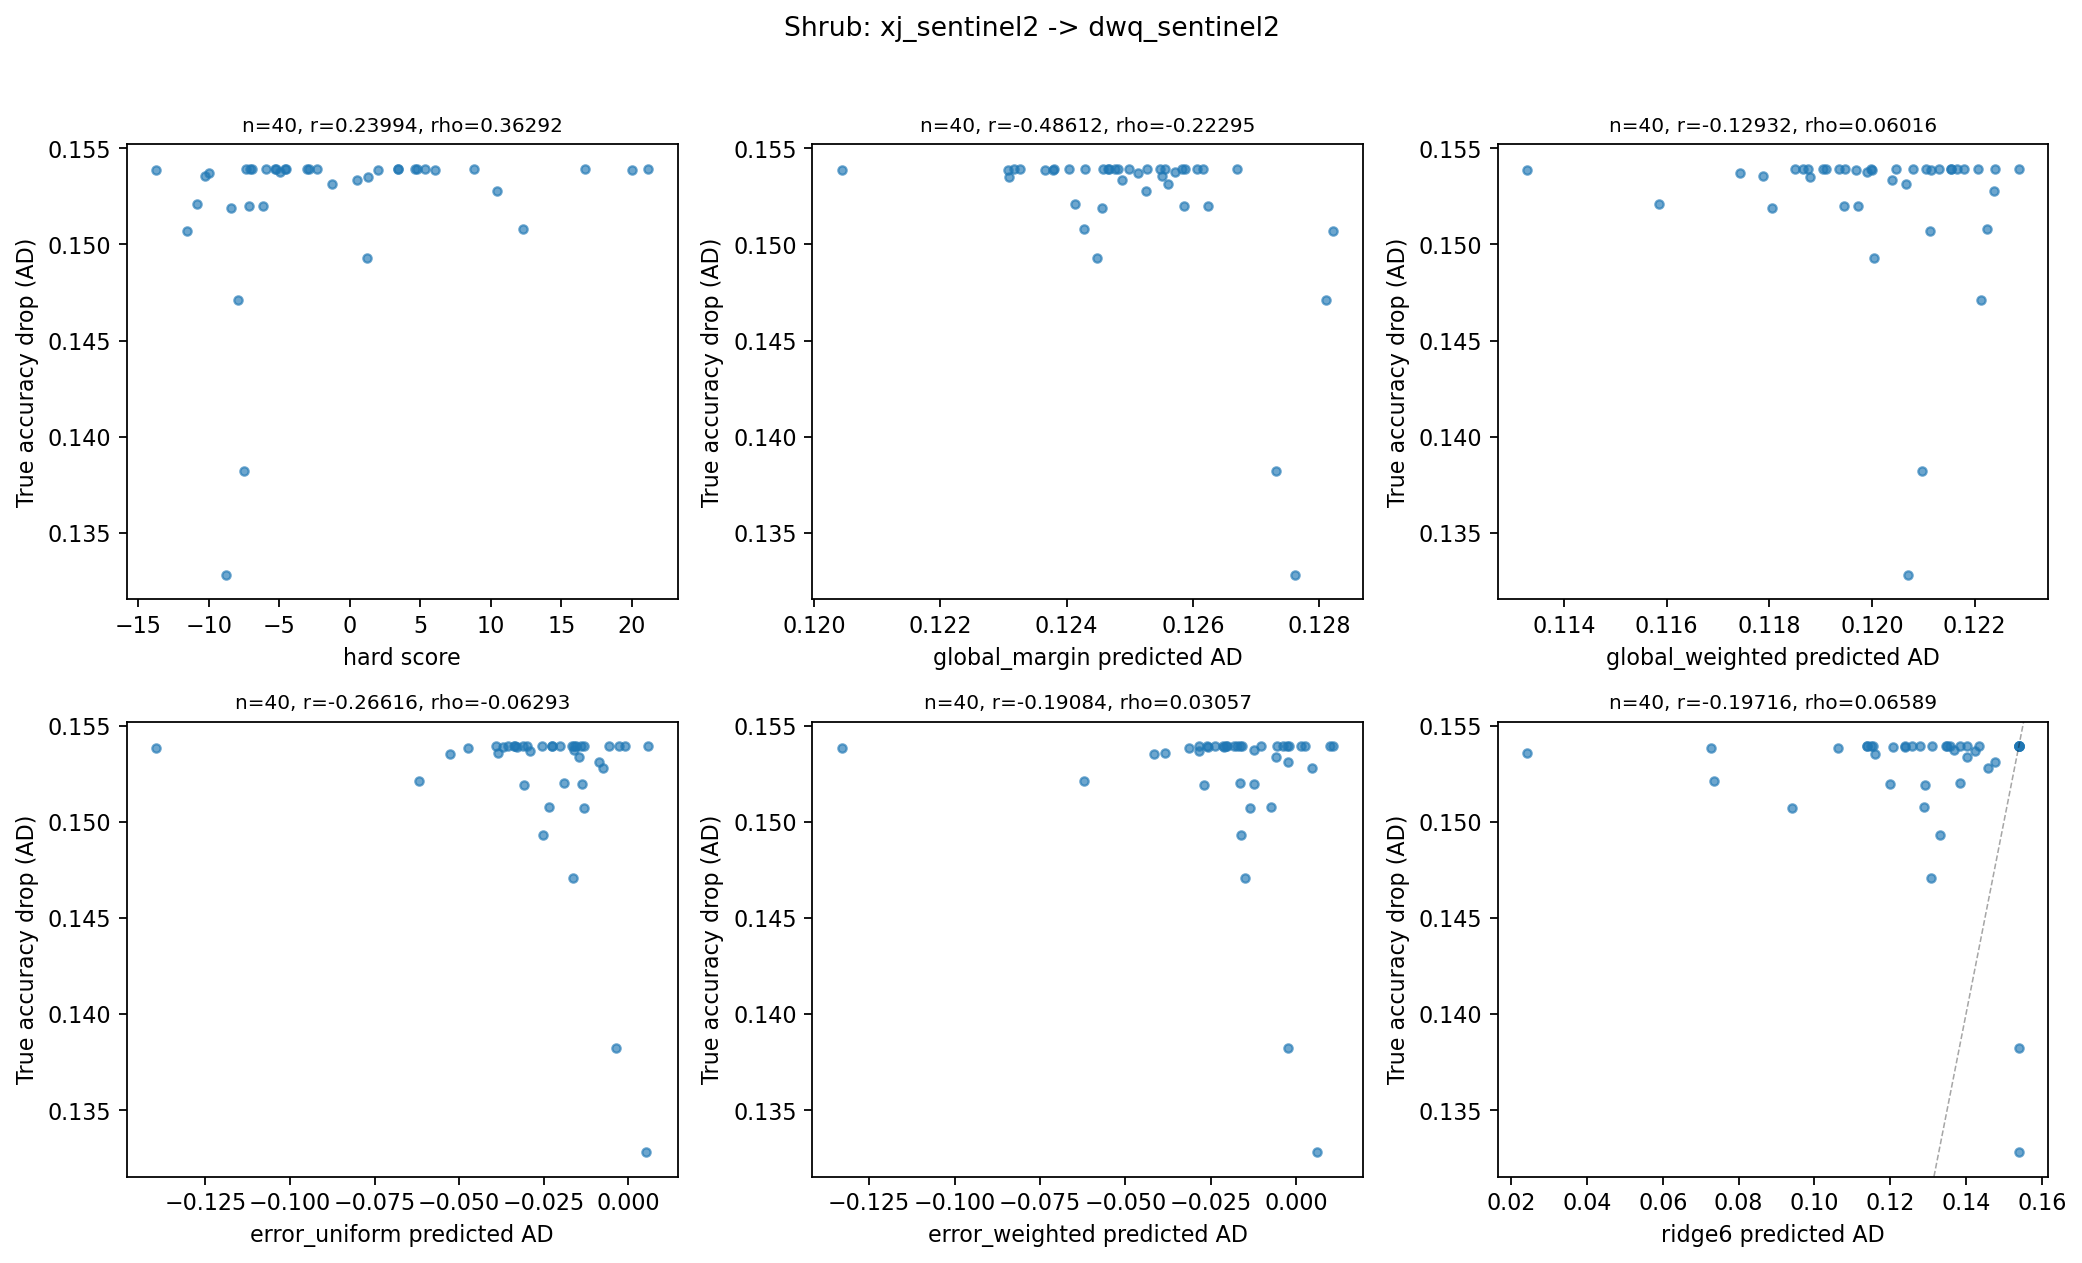 Shrub: xj_sentinel2 -> dwq_sentinel2
n=40, r=0.23994, rho=0.36292
0.155
0.150
0.145
0.140
0.135
True accuracy drop (AD)
−15 −10 −5 0 5 10 15 20
hard score
n=40, r=-0.48612, rho=-0.22295
0.155
0.150
0.145
0.140
0.135
True accuracy drop (AD)
0.120 0.122 0.124 0.126 0.128
global_margin predicted AD
n=40, r=-0.12932, rho=0.06016
0.155
0.150
0.145
0.140
0.135
True accuracy drop (AD)
0.114 0.116 0.118 0.120 0.122
global_weighted predicted AD
n=40, r=-0.26616, rho=-0.06293
0.155
0.150
0.145
0.140
0.135
True accuracy drop (AD)
−0.125 −0.100 −0.075 −0.050 −0.025 0.000
error_uniform predicted AD
n=40, r=-0.19084, rho=0.03057
0.155
0.150
0.145
0.140
0.135
True accuracy drop (AD)
−0.125 −0.100 −0.075 −0.050 −0.025 0.000
error_weighted predicted AD
n=40, r=-0.19716, rho=0.06589
0.155
0.150
0.145
0.140
0.135
True accuracy drop (AD)
0.02 0.04 0.06 0.08 0.10 0.12 0.14 0.16
ridge6 predicted AD